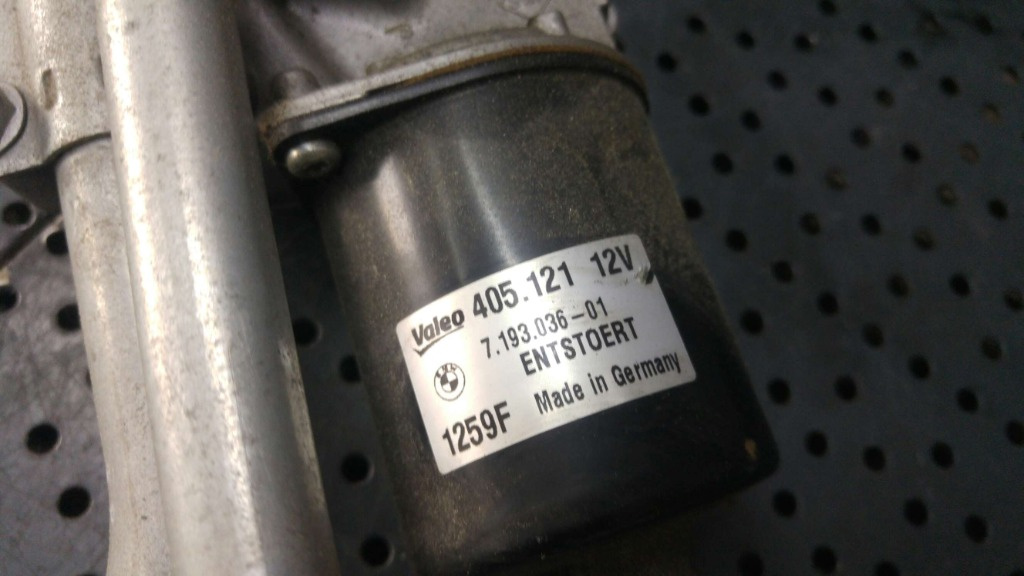 Valeo 405.121 12V
7.193.036-01
ENTSTOERT
1259F Made in Germany